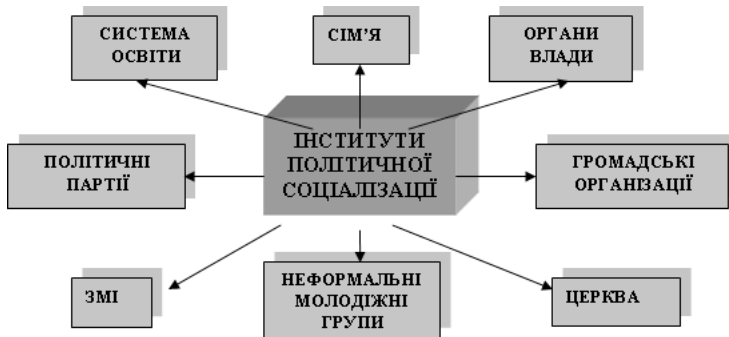 СИСТЕМА
ОСВІТИ
СІМ’Я
ОРГАНИ
ВЛАДИ
ІНСТИТУТИ
ПОЛІТИЧНОЇ
СОЦІАЛІЗАЦІЇ
ПОЛІТИЧНІ
ПАРТІЇ
ГРОМАДСЬКІ
ОРГАНІЗАЦІЇ
ЗМІ
НЕФОРМАЛЬНІ
МОЛОДІЖНІ
ГРУПИ
ЦЕРКВА